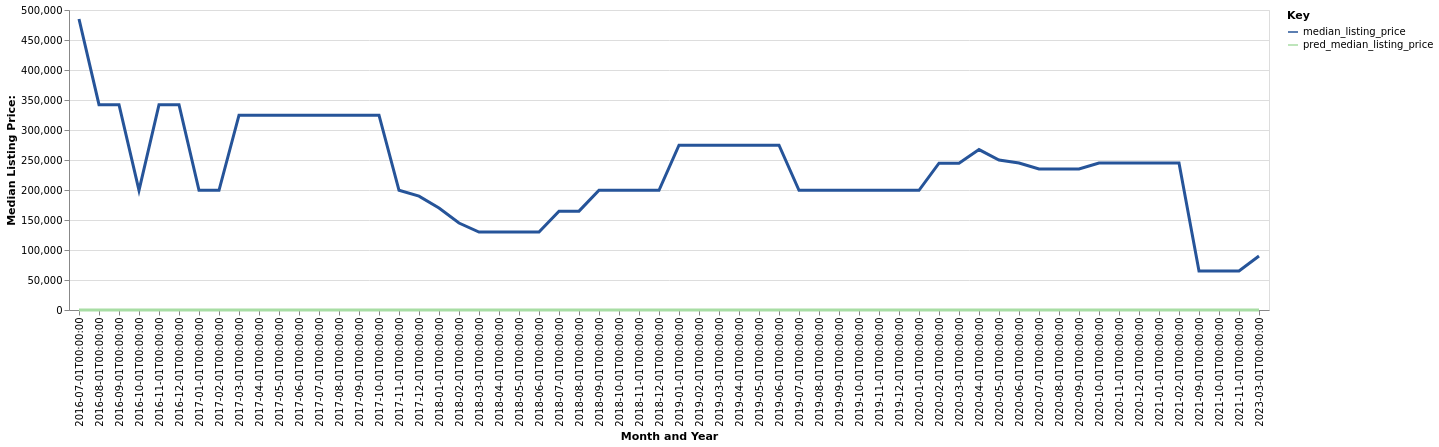 500,000
450,000
400,000
350,000
300,000
250,000
200,000
150,000
100,000
50,000
0
Median Listing Price:
2016-07-01T00:00:00
2016-08-01T00:00:00
2016-09-01T00:00:00
2016-10-01T00:00:00
2016-11-01T00:00:00
2016-12-01T00:00:00
2017-01-01T00:00:00
2017-02-01T00:00:00
2017-03-01T00:00:00
2017-04-01T00:00:00
2017-05-01T00:00:00
2017-06-01T00:00:00
2017-07-01T00:00:00
2017-08-01T00:00:00
2017-09-01T00:00:00
2017-10-01T00:00:00
2017-11-01T00:00:00
2017-12-01T00:00:00
2018-01-01T00:00:00
2018-02-01T00:00:00
2018-03-01T00:00:00
2018-04-01T00:00:00
2018-05-01T00:00:00
2018-06-01T00:00:00
2018-07-01T00:00:00
2018-08-01T00:00:00
2018-09-01T00:00:00
2018-10-01T00:00:00
2018-11-01T00:00:00
2018-12-01T00:00:00
2019-01-01T00:00:00
2019-02-01T00:00:00
2019-03-01T00:00:00
2019-04-01T00:00:00
2019-05-01T00:00:00
2019-06-01T00:00:00
2019-07-01T00:00:00
2019-08-01T00:00:00
2019-09-01T00:00:00
2019-10-01T00:00:00
2019-11-01T00:00:00
2019-12-01T00:00:00
2020-01-01T00:00:00
2020-02-01T00:00:00
2020-03-01T00:00:00
2020-04-01T00:00:00
2020-05-01T00:00:00
2020-06-01T00:00:00
2020-07-01T00:00:00
2020-08-01T00:00:00
2020-09-01T00:00:00
2020-10-01T00:00:00
2020-11-01T00:00:00
2020-12-01T00:00:00
2021-01-01T00:00:00
2021-02-01T00:00:00
2021-09-01T00:00:00
2021-10-01T00:00:00
2021-11-01T00:00:00
2023-03-01T00:00:00
Month and Year
Key
median_listing_price
pred_median_listing_price